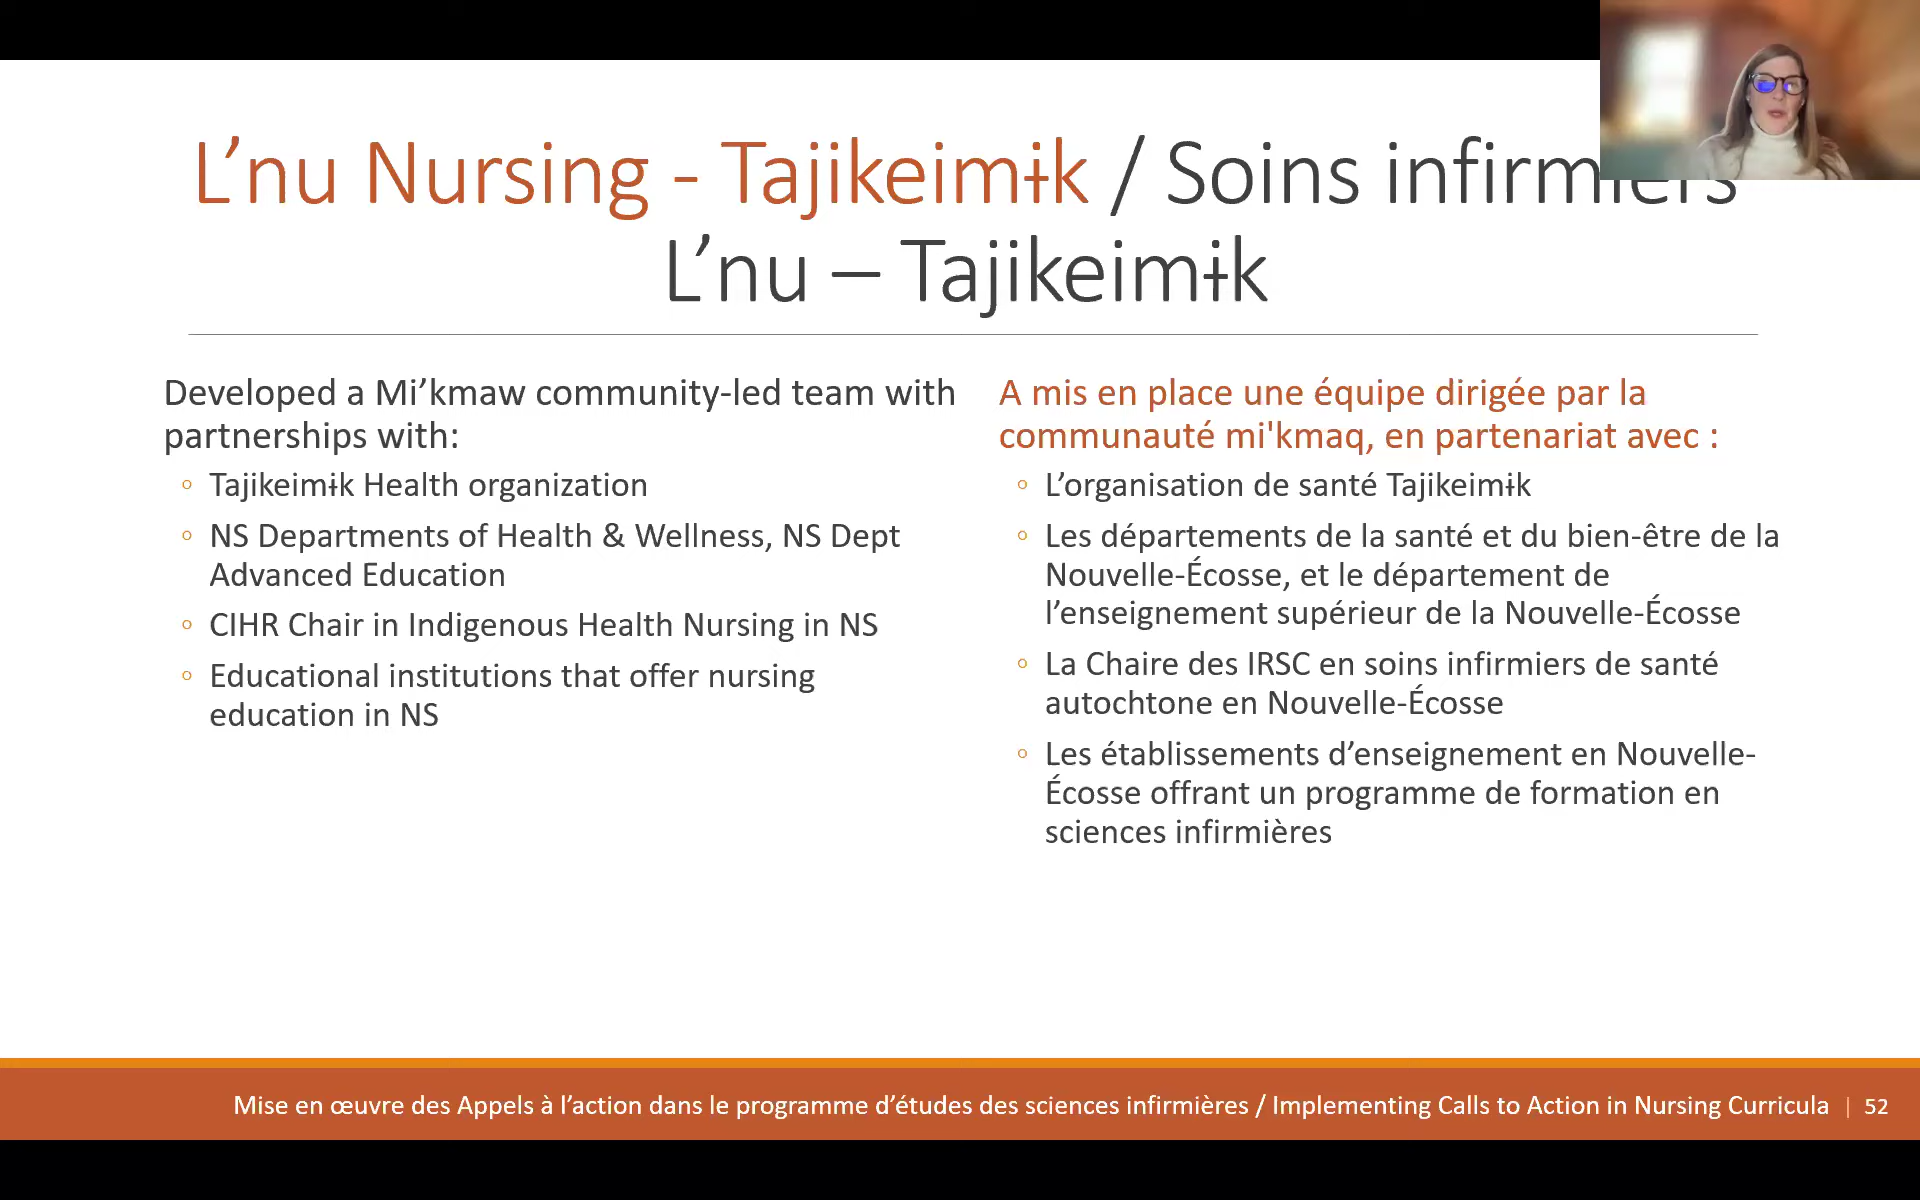 L’nu Nursing - Tajikeimɨk / Soins infirmiers
L’nu – Tajikeimɨk
Developed a Mi’kmaw community-led team with
partnerships with:
◦ Tajikeimɨk Health organization
◦ NS Departments of Health & Wellness, NS Dept
Advanced Education
◦ CIHR Chair in Indigenous Health Nursing in NS
◦ Educational institutions that offer nursing
education in NS
A mis en place une équipe dirigée par la
communauté mi'kmaq, en partenariat avec :
◦ L’organisation de santé Tajikeimɨk
◦ Les départements de la santé et du bien-être de la
Nouvelle-Écosse, et le département de
l’enseignement supérieur de la Nouvelle-Écosse
◦ La Chaire des IRSC en soins infirmiers de santé
autochtone en Nouvelle-Écosse
◦ Les établissements d’enseignement en Nouvelle-
Écosse offrant un programme de formation en
sciences infirmières
Mise en œuvre des Appels à l’action dans le programme d’études des sciences infirmières / Implementing Calls to Action in Nursing Curricula | 52